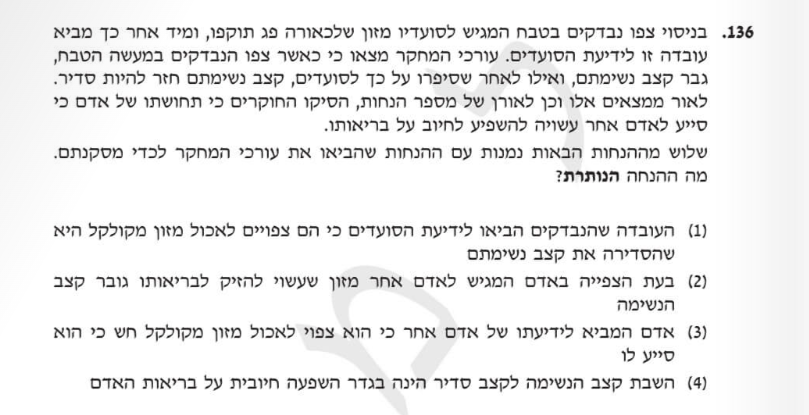 136. בניסוי צפו נבדקים בטבח המגיש לסועדיו מזון שלכאורה פג תוקפו, ומיד אחר כך מביא
עובדה זו לידיעת הסועדים. עורכי המחקר מצאו כי כאשר צפו הנבדקים במעשה הטבח,
גבר קצב נשימתם, ואילו לאחר שסיפרו על כך לסועדים, קצב נשימתם חזר להיות סדיר.
לאור ממצאים אלו וכן לאורן של מספר הנחות, הסיקו החוקרים כי תחושתו של אדם כי
סייע לאדם אחר עשויה להשפיע לחיוב על בריאותו.
שלוש מההנחות הבאות נמנות עם ההנחות שהביאו את עורכי המחקר לכדי מסקנתם.
מה ההנחה הנותרת?
(1) העובדה שהנבדקים הביאו לידיעת הסועדים כי הם צפויים לאכול מזון מקולקל היא
שהסדירה את קצב נשימתם
(2) בעת הצפייה באדם המגיש לאדם אחר מזון שעשוי להזיק לבריאותו גובר קצב
הנשימה
(3) אדם המביא לידיעתו של אדם אחר כי הוא צפוי לאכול מזון מקולקל חש כי הוא
סייע לו
(4) השבת קצב הנשימה לקצב סדיר הינה בגדר השפעה חיובית על בריאות האדם